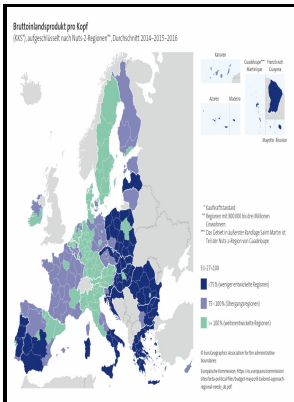 Bruttoinlandsprodukt pro Kopf
(KKS*), aufgeschlüsselt nach Nuts-2-Regionen**, Durchschnitt 2014–2015–2016
Kanaren
Guadeloupe***
Martinique
Französisch
Guayana
Azoren
Madeira
Mayotte
Réunion
* Kaufkraftstandard
** Regionen mit 800 000 bis drei Millionen
Einwohnern
*** Das Gebiet in äußerster Randlage Saint-Martin ist
Teil der Nuts-2-Region von Guadeloupe
EU-27=100
<75 % (weniger entwickelte Regionen)
75 – 100 % (Übergangsregionen)
>= 100 % (weiterentwickelte Regionen)
© EuroGeographics Association for the administrative
boundaries